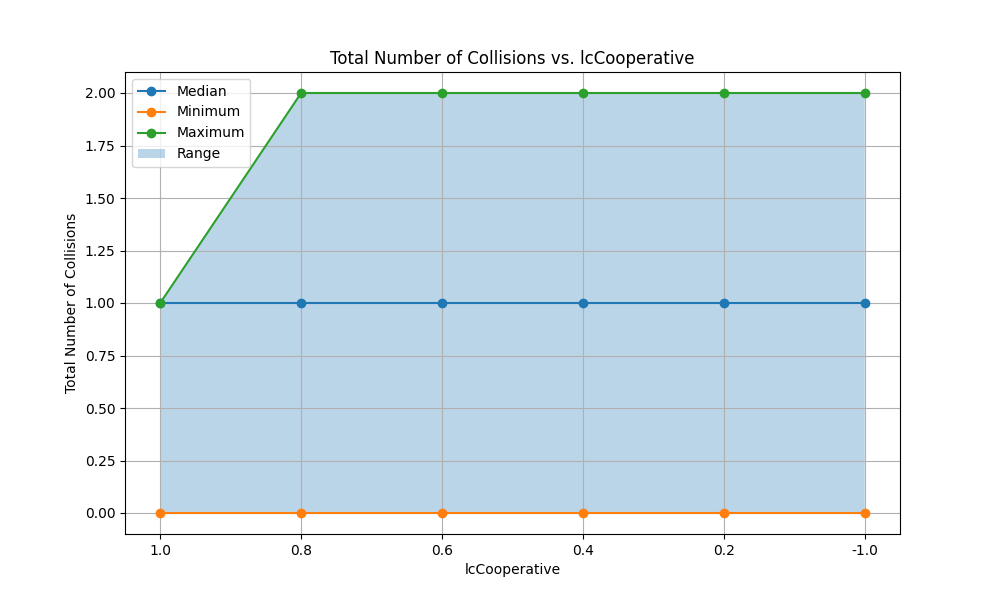 Total Number of Collisions vs. lcCooperative
Median
Minimum
Maximum
Range
2.00
1.75
1.50
1.25
1.00
0.75
0.50
0.25
0.00
Total Number of Collisions
1.0 0.8 0.6 0.4 0.2 -1.0
lcCooperative